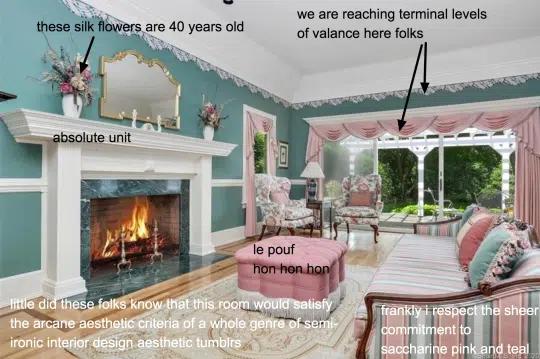 these silk flowers are 40 years old
we are reaching terminal levels
of valance here folks
absolute unit
le pouf
hon hon hon
little did these folks know that this room would satisfy
the arcane aesthetic criteria of a whole genre of semi-
ironic interior design aesthetic tumblrs
frankly i respect the sheer
commitment to
saccharine pink and teal